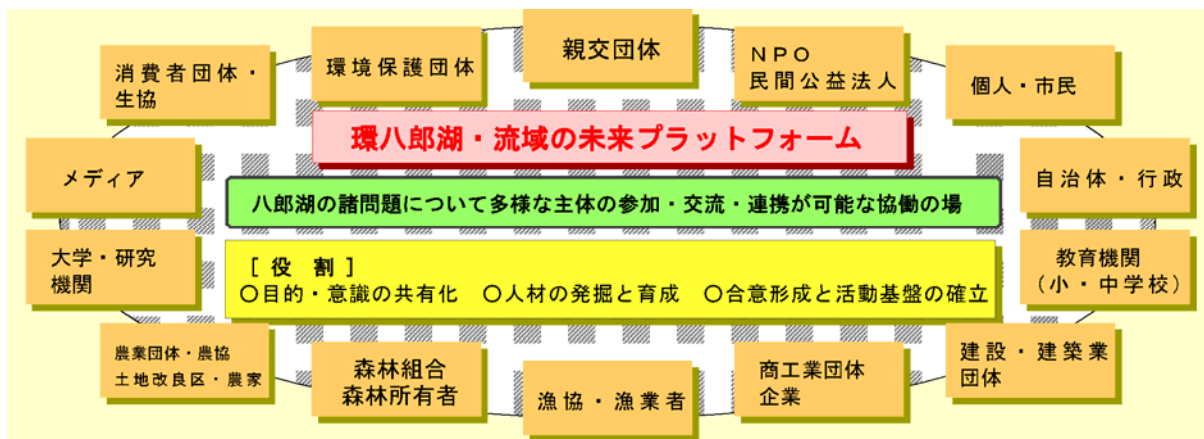 親交団体
環境保護団体
NPO
民間公益法人
消費者団体・
生協
個人・市民
環八郎湖・流域の未来プラットフォーム
メディア
自治体・行政
八郎湖の諸問題について多様な主体の参加・交流・連携が可能な協働の場
大学・研究
機関
教育機関
(小・中学校)
[役 割]
○目的・意識の共有化 ○人材の発掘と育成 ○合意形成と活動基盤の確立
農業団体・農協
土地改良区・農家
森林組合
森林所有者
漁協・漁業者
商工業団体
企業
建設・建築業
団体